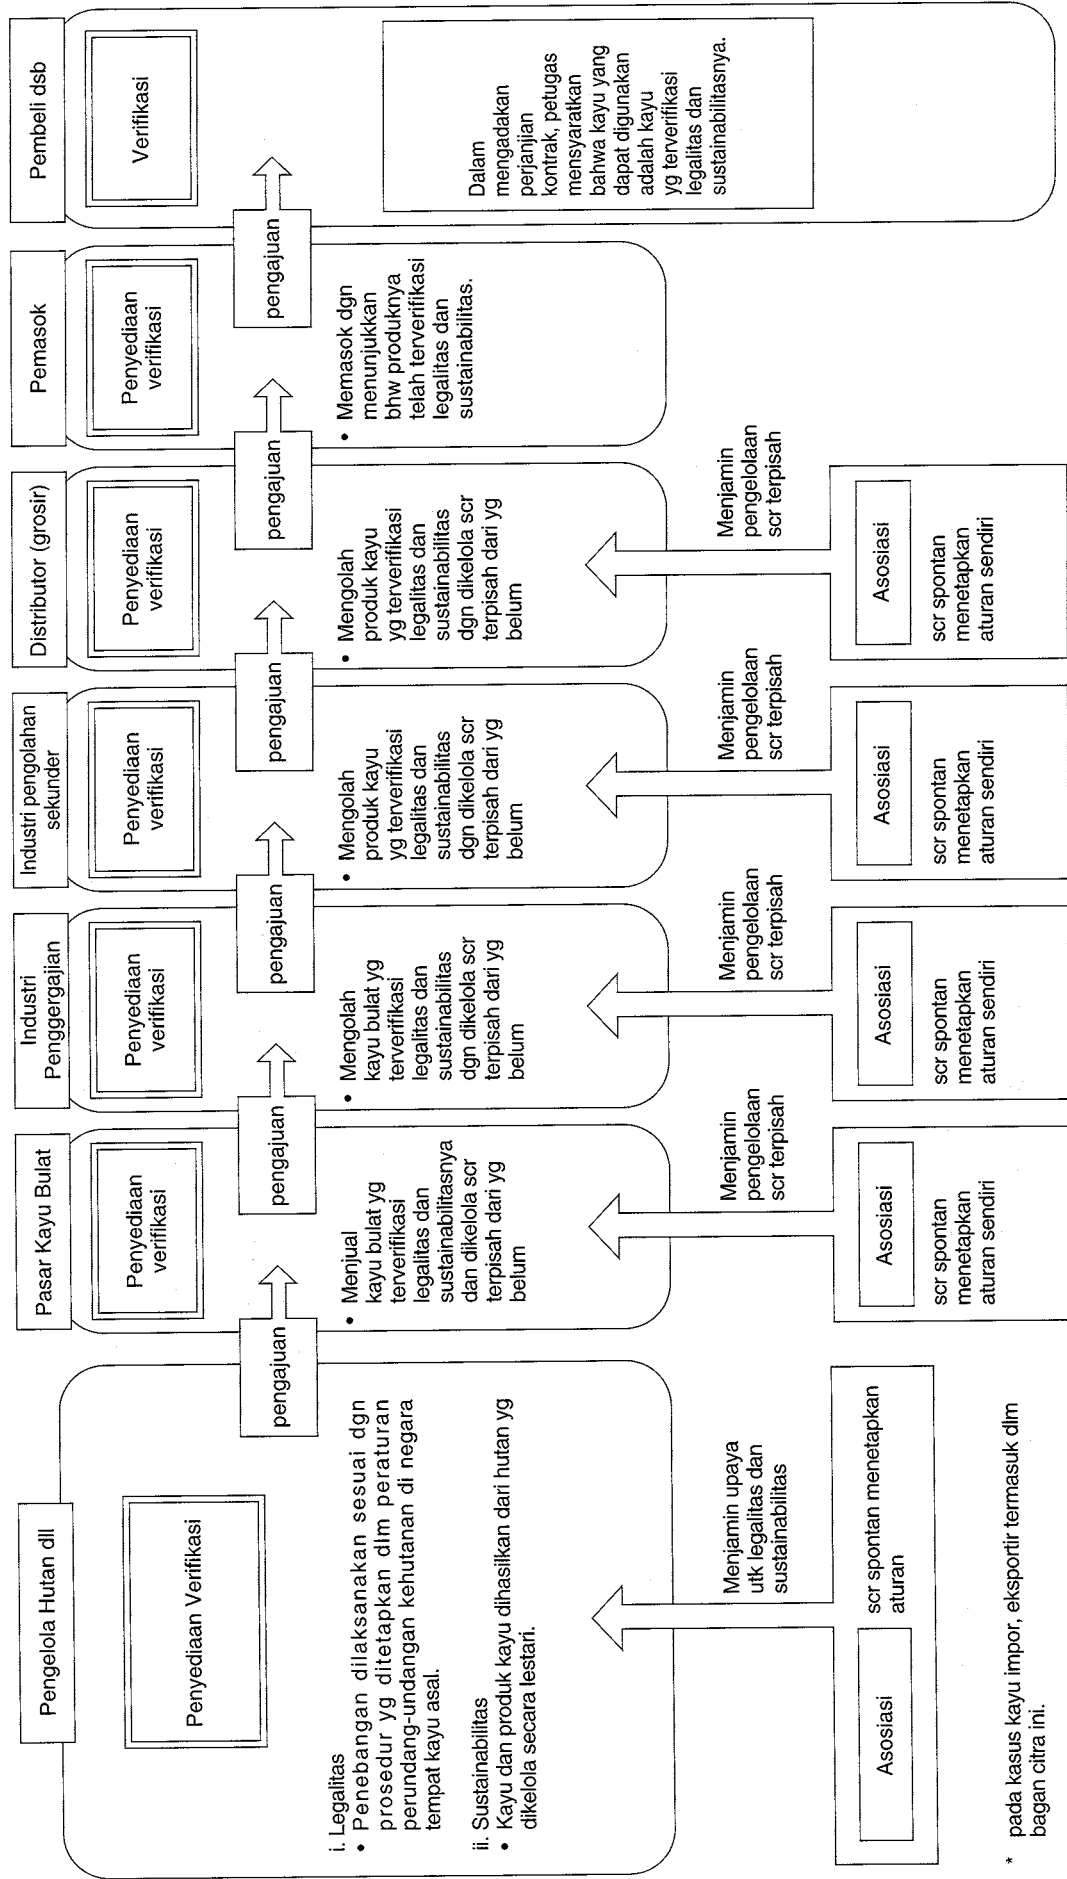 Pengelola Hutan dll
Penyediaan Verifikasi
i. Legalitas
• Penebangan dilaksanakan sesuai dgn
prosedur yg ditetapkan dlm peraturan
perundang-undangan kehutanan di negara
tempat kayu asal.
ii. Sustainabilitas
• Kayu dan produk kayu dihasilkan dari hutan yg
dikelola secara lestari.
pengajuan
Menjamin upaya
utk legalitas dan
sustainabilitas
Asosiasi
scr spontan menetapkan
aturan
Pasar Kayu Bulat
Penyediaan
verifikasi
pengajuan
• Menjual
kayu bulat yg
terverifikasi
legalitas dan
sustainabilitasnya
dan dikelola scr
terpisah dari yg
belum
Menjamin
pengelolaan
scr terpisah
Asosiasi
scr spontan
menetapkan
aturan sendiri
Industri
Penggergajian
Penyediaan
verifikasi
pengajuan
• Mengolah
kayu bulat yg
terverifikasi
legalitas dan
sustainabilitas
dgn dikelola scr
terpisah dari yg
belum
Menjamin
pengelolaan
scr terpisah
Asosiasi
scr spontan
menetapkan
aturan sendiri
Industri pengolahan
sekunder
Penyediaan
verifikasi
pengajuan
• Mengolah
produk kayu
yg terverifikasi
legalitas dan
sustainabilitas
dgn dikelola scr
terpisah dari yg
belum
Menjamin
pengelolaan
scr terpisah
Asosiasi
scr spontan
menetapkan
aturan sendiri
Distributor (grosir)
Penyediaan
verifikasi
pengajuan
• Mengolah
produk kayu
yg terverifikasi
legalitas dan
sustainabilitas
dgn dikelola scr
terpisah dari yg
belum
Menjamin
pengelolaan
scr terpisah
Asosiasi
scr spontan
menetapkan
aturan sendiri
Pemasok
Penyediaan
verifikasi
pengajuan
• Memasok dgn
menunjukkan
bhw produknya
telah terverifikasi
legalitas dan
sustainabilitas.
Pembeli dsb
Verifikasi
Dalam
mengadakan
perjanjian
kontrak, petugas
mensyaratkan
bahwa kayu yang
dapat digunakan
adalah kayu
yg terverifikasi
legalitas dan
sustainabilitasnya.
* pada kasus kayu impor, eksportir termasuk dlm
bagan citra ini.